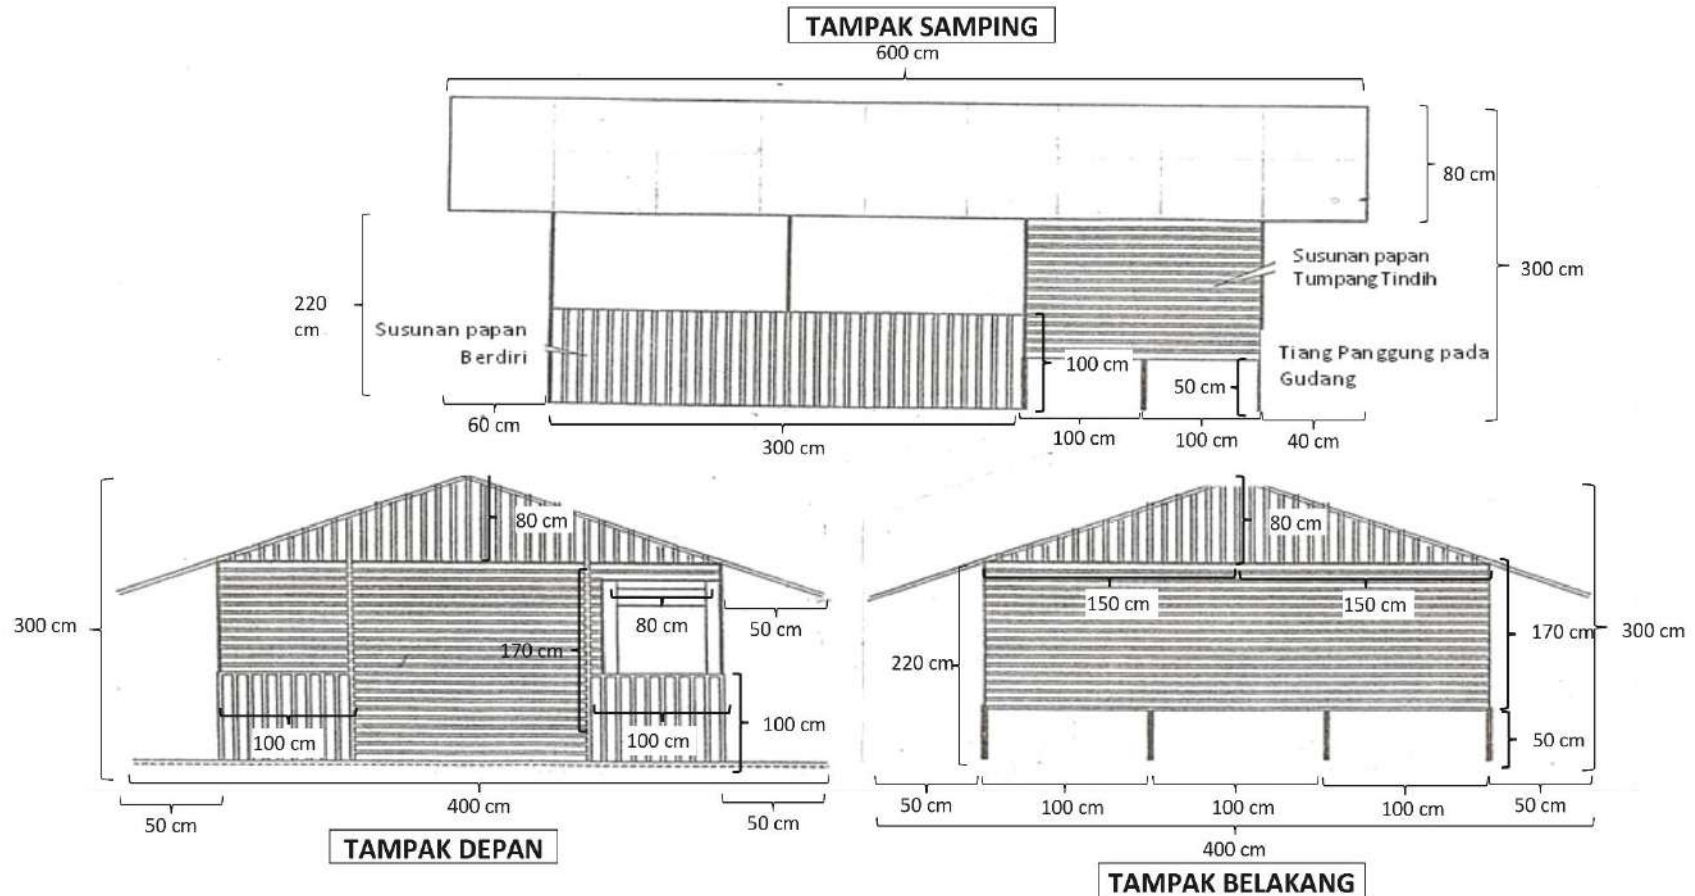 TAMPAK SAMPING
600 cm
80 cm
300 cm
220
cm
Susunan papan
Berdiri
Susunan papan
Tumpang Tindih
Tiang Panggung pada
Gudang
100 cm
50 cm
60 cm
300 cm
100 cm
100 cm
40 cm
80 cm
300 cm
80 cm
50 cm
170 cm
100 cm
100 cm
100 cm
50 cm
400 cm
50 cm
TAMPAK DEPAN
80 cm
150 cm
150 cm
170 cm
300 cm
220 cm
50 cm
50 cm
100 cm
100 cm
100 cm
50 cm
400 cm
TAMPAK BELAKANG